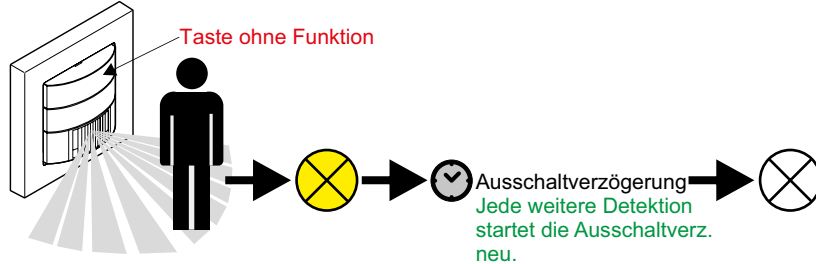 Taste ohne Funktion
Ausschaltverzögerung
Jede weitere Detektion
startet die Ausschaltverz.
neu.